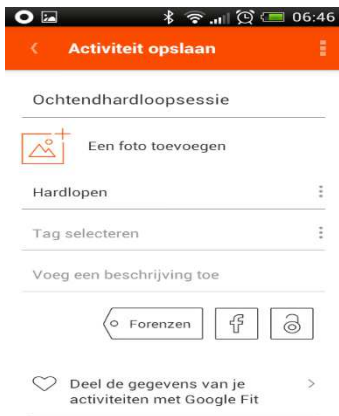 06:46
Activiteit opslaan
Ochtendhardloopsessie
Een foto toevoegen
Hardlopen
Tag selecteren
Voeg een beschrijving toe
Forenzen
Deel de gegevens van je
activiteiten met Google Fit